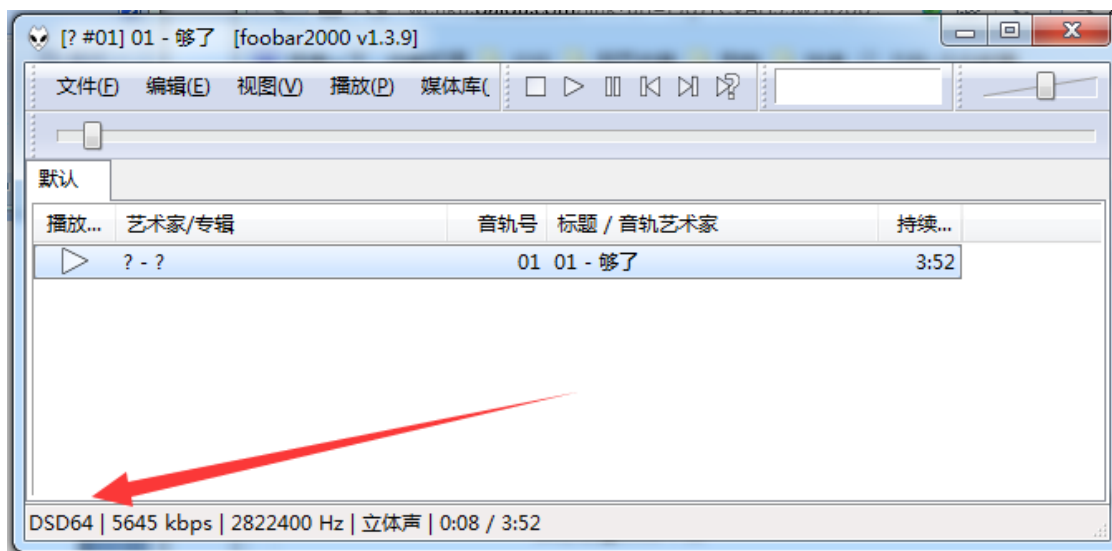 [? #01] 01 - 够了 [foobar2000 v1.3.9]
文件(F) 编辑(E) 视图(V) 播放(P) 媒体库(
默认
播放... 艺术家/专辑 音轨号 标题 / 音轨艺术家 持续...
? - ? 01 01 - 够了 3:52
DSD64 | 5645 kbps | 2822400 Hz | 立体声 | 0:08 / 3:52